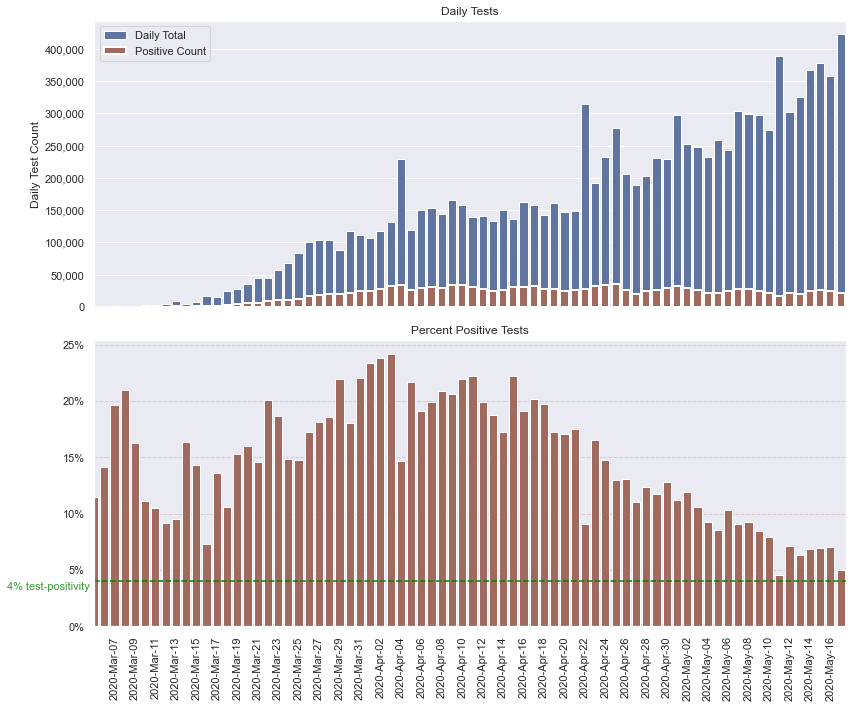 Daily Tests
Daily Total
Positive Count
Daily Test Count
400,000
350,000
300,000
250,000
200,000
150,000
100,000
50,000
0
Percent Positive Tests
25%
20%
15%
10%
5%
4% test-positivity
0%
2020-Mar-07
2020-Mar-09
2020-Mar-11
2020-Mar-13
2020-Mar-15
2020-Mar-17
2020-Mar-19
2020-Mar-21
2020-Mar-23
2020-Mar-25
2020-Mar-27
2020-Mar-29
2020-Mar-31
2020-Apr-02
2020-Apr-04
2020-Apr-06
2020-Apr-08
2020-Apr-10
2020-Apr-12
2020-Apr-14
2020-Apr-16
2020-Apr-18
2020-Apr-20
2020-Apr-22
2020-Apr-24
2020-Apr-26
2020-Apr-28
2020-Apr-30
2020-May-02
2020-May-04
2020-May-06
2020-May-08
2020-May-10
2020-May-12
2020-May-14
2020-May-16